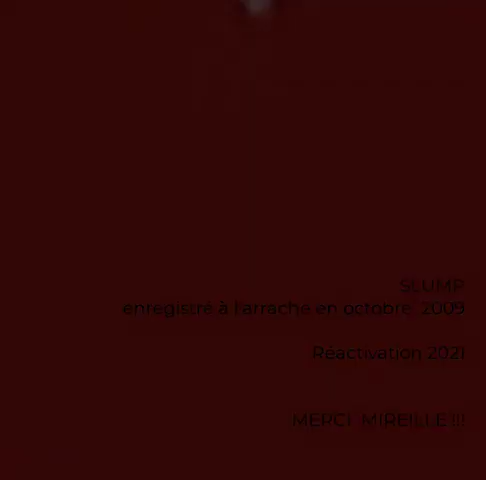 SLUMP
enregistré à l'arrache en octobre 2009
Réactivation 2021
MERCI MIREILLE !!!